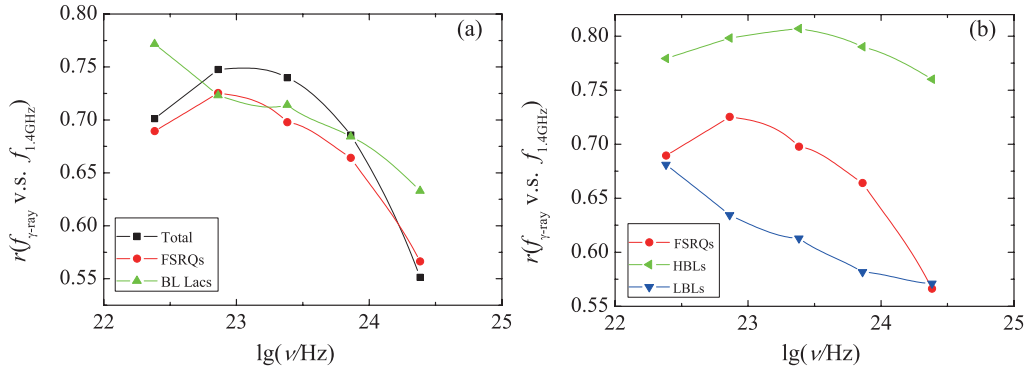 (a)
0.80
0.75
0.70
0.65
0.60
0.55
r(fγ-ray v.s. f1.4GHz)
Total
FSRQs
BL Lacs
22 23 24 25
lg(ν/Hz)
(b)
0.80
0.75
0.70
0.65
0.60
0.55
r(fγ-ray v.s. f1.4GHz)
FSRQs
HBLs
LBLs
22 23 24 25
lg(ν/Hz)